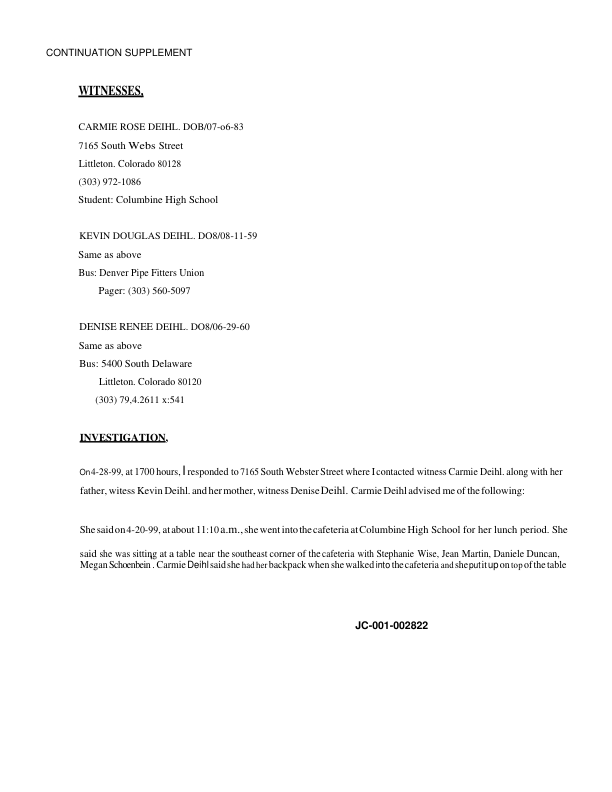 CONTINUATION SUPPLEMENT
WITNESSES,
CARMIE ROSE DEIHL. DOB/07-o6-83
7165 South Webs Street
Littleton. Colorado 80128
(303) 972-1086
Student: Columbine High School
KEVIN DOUGLAS DEIHL. DO8/08-11-59
Same as above
Bus: Denver Pipe Fitters Union
Pager: (303) 560-5097
DENISE RENEE DEIHL. DO8/06-29-60
Same as above
Bus: 5400 South Delaware
Littleton. Colorado 80120
(303) 79,4.2611 x:541
INVESTIGATION,
On 4-28-99, at 1700 hours, I responded to 7165 South Webster Street where I contacted witness Carmie Deihl. along with her
father, witess Kevin Deihl. and her mother, witness Denise Deihl. Carmie Deihl advised me of the following:
She said on 4-20-99, at about 11:10 a.m., she went into the cafeteria at Columbine High School for her lunch period. She
said she was sitting at a table near the southeast corner of the cafeteria with Stephanie Wise, Jean Martin, Daniele Duncan,
Megan Schoenbein . Carmie Deihl said she had her backpack when she walked into the cafeteria and she put it up on top of the table
JC-001-002822